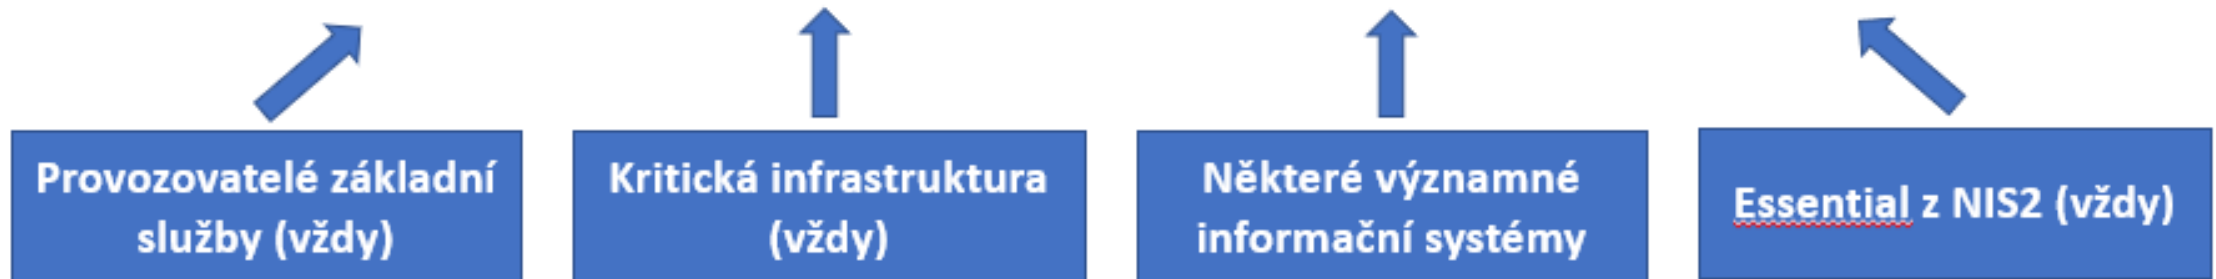 Provozovatelé základní
služby (vždy)
Kritická infrastruktura
(vždy)
Některé významné
informační systémy
Essential z NIS2 (vždy)